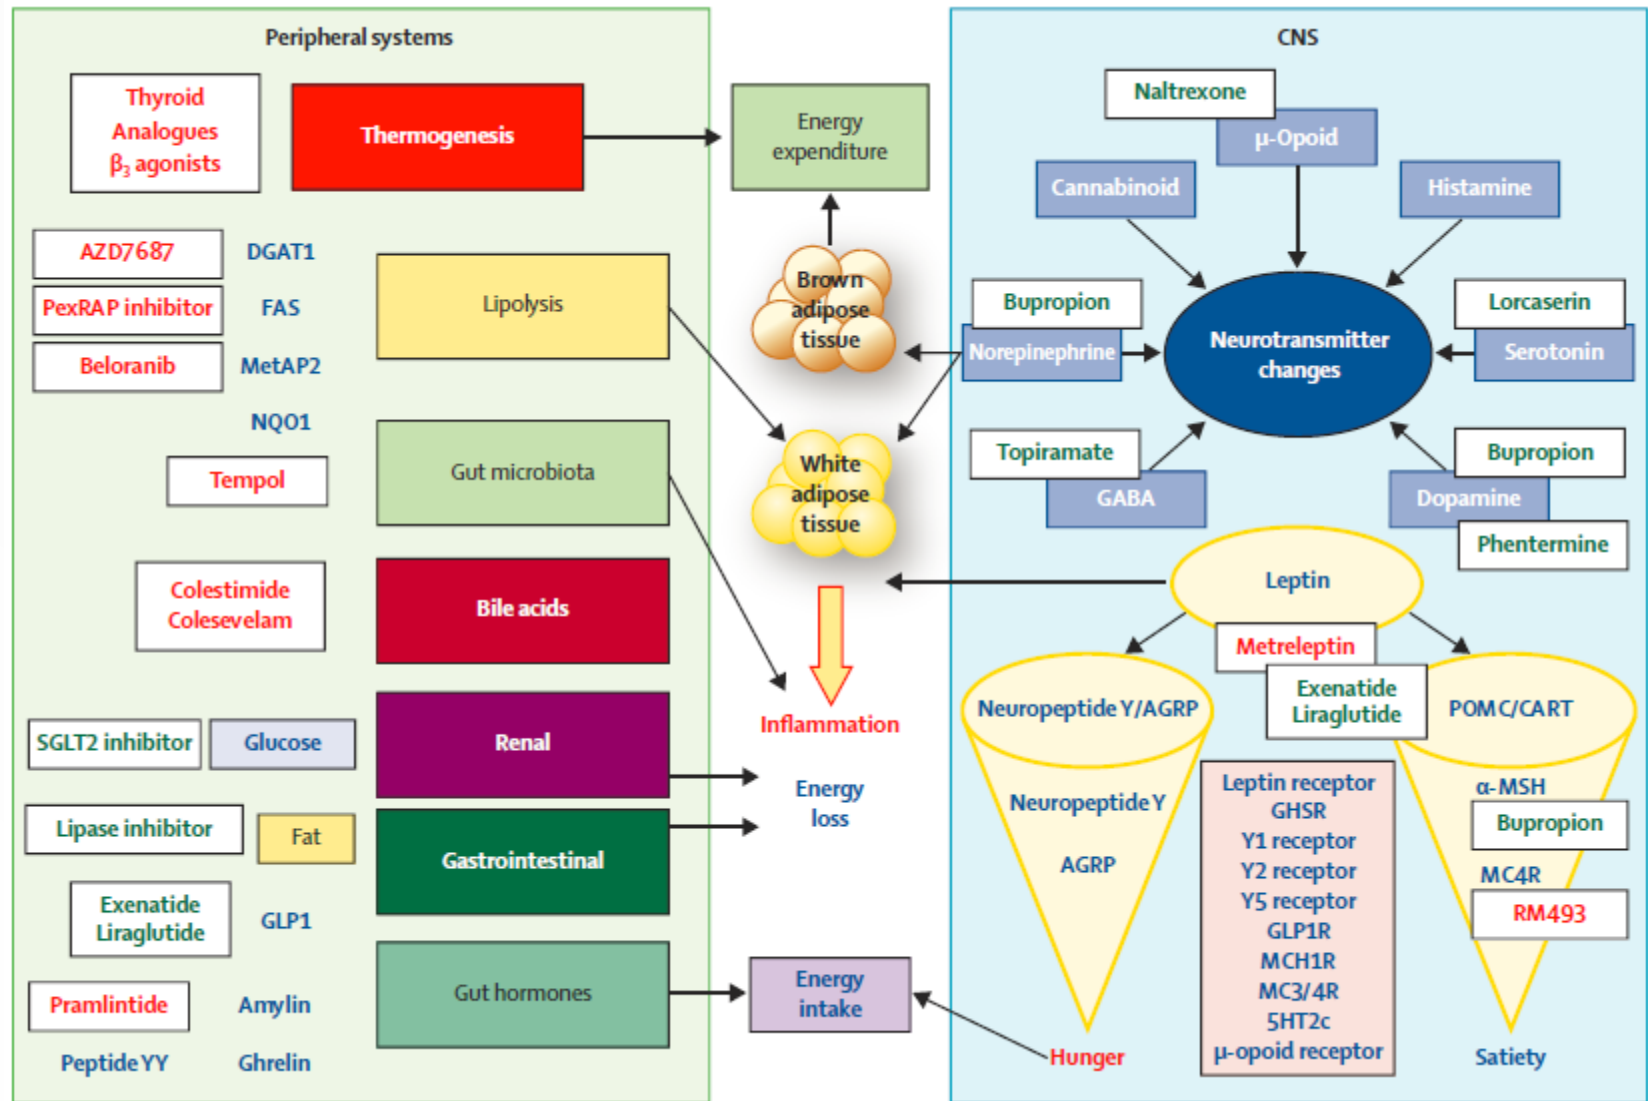 Peripheral systems
Thyroid
Analogues
β3 agonists
Thermogenesis
AZD7687
DGAT1
PexRAP inhibitor
FAS
Beloranib
MetAP2
NQO1
Lipolysis
Tempol
Gut microbiota
Colestimide
Colesevelam
Bile acids
SGLT2 inhibitor
Glucose
Renal
Lipase inhibitor
Fat
Gastrointestinal
Exenatide
Liraglutide
GLP1
Pramlintide
Amylin
Gut hormones
Peptide YY
Ghrelin
Energy
expenditure
Brown
adipose
tissue
White
adipose
tissue
Inflammation
Energy
loss
Energy
intake
CNS
Naltrexone
μ-Opoid
Cannabinoid
Histamine
Bupropion
Norepinephrine
Neurotransmitter
changes
Lorcaserin
Serotonin
Topiramate
GABA
Bupropion
Dopamine
Phentermine
Leptin
Metreleptin
Exenatide
Liraglutide
Neuropeptide Y/AGRP
POMC/CART
Neuropeptide Y
AGRP
Hunger
Leptin receptor
GHSR
Y1 receptor
Y2 receptor
Y5 receptor
GLP1R
MCH1R
MC3/4R
5HT2c
μ-opoid receptor
α-MSH
Bupropion
MC4R
RM493
Satiety